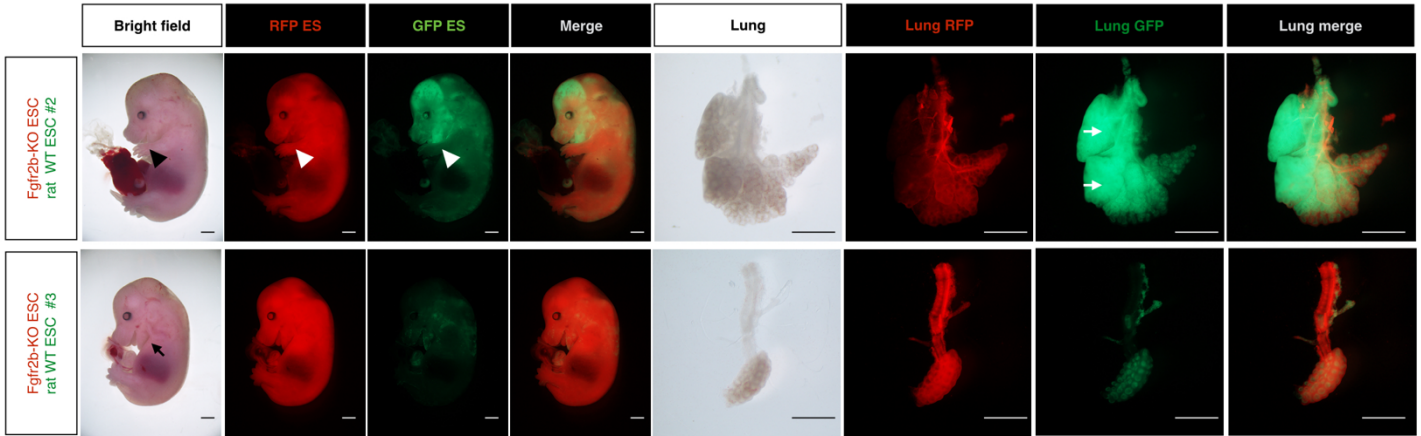 Bright field
RFP ES
GFP ES
Merge
Lung
Lung RFP
Lung GFP
Lung merge
Fgfr2b-KO ESC
rat WT ESC #2
Fgfr2b-KO ESC
rat WT ESC #3